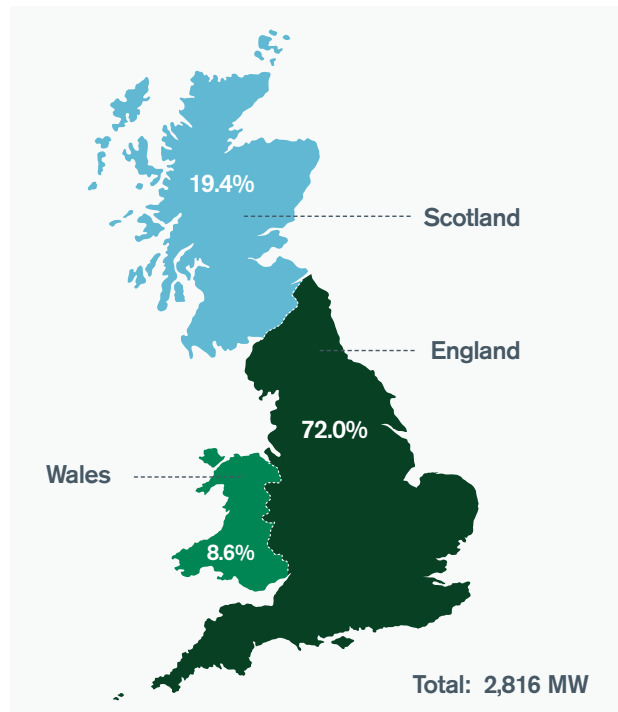 19.4%
Scotland
England
72.0%
Wales
8.6%
Total: 2,816 MW